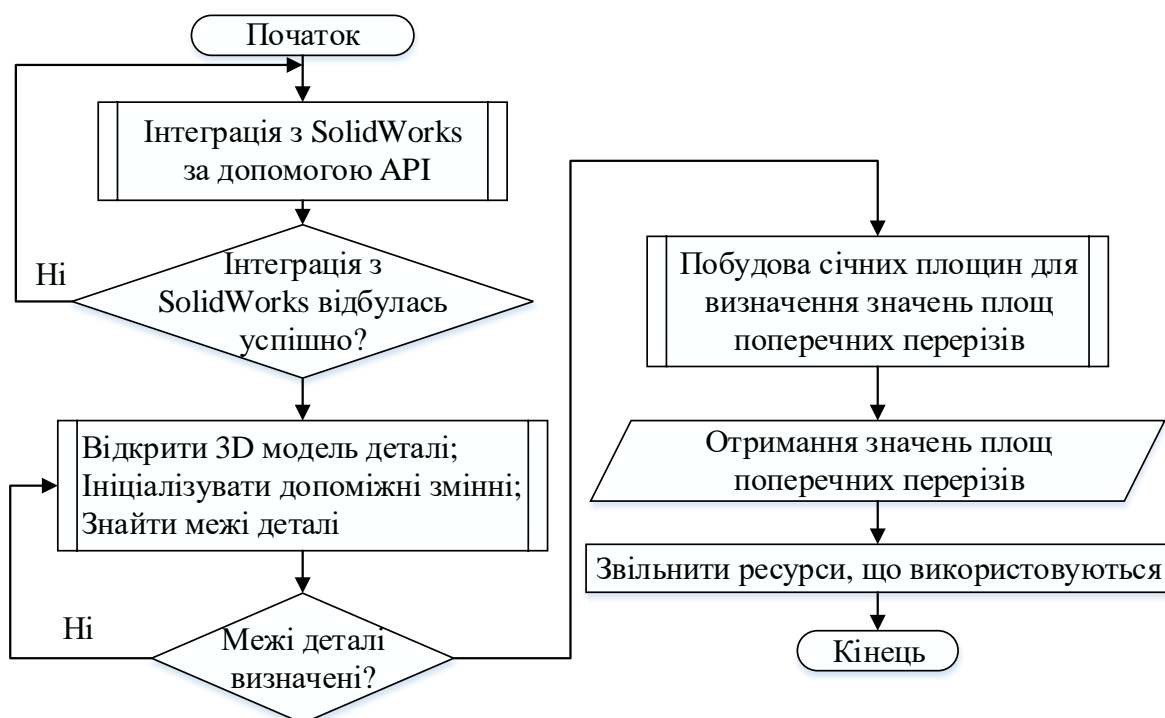 Початок
Інтеграція з SolidWorks
за допомогою API
Ні
Інтеграція з
SolidWorks відбулась
успішно?
Відкрити 3D модель деталі;
Ініціалізувати допоміжні змінні;
Знайти межі деталі
Ні
Межі деталі
визначені?
Побудова січних площин для
визначення значень площ
поперечних перерізів
Отримання значень площ
поперечних перерізів
Звільнити ресурси, що використовуються
Кінець